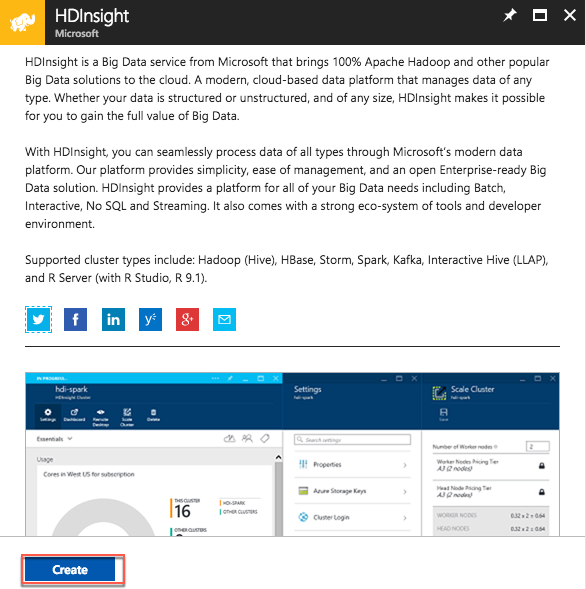 HDInsight
Microsoft
HDInsight is a Big Data service from Microsoft that brings 100% Apache Hadoop and other popular
Big Data solutions to the cloud. A modern, cloud-based data platform that manages data of any
type. Whether your data is structured or unstructured, and of any size, HDInsight makes it possible
for you to gain the full value of Big Data.
With HDInsight, you can seamlessly process data of all types through Microsoft's modern data
platform. Our platform provides simplicity, ease of management, and an open Enterprise-ready Big
Data solution. HDInsight provides a platform for all of your Big Data needs including Batch,
Interactive, No SQL and Streaming. It also comes with a strong eco-system of tools and developer
environment.
Supported cluster types include: Hadoop (Hive), HBase, Storm, Spark, Kafka, Interactive Hive (LLAP),
and R Server (with R Studio, R 9.1).
f in y 8+
IN PROGRESS...
hdi-spark
HDInsight Cluster
Settings Dashboard Remote Desktop Scale Cluster Delete
Essentials
Usage
Cores in West US for subscription
THIS CLUSTER
16
OTHER CLUSTERS
HDI-SPARK
OTHER CLUSTERS
Settings
hdi-spark
Search settings
Properties
Azure Storage Keys
Cluster Login
Scale Cluster
hdi-spark
Save
Number of Worker nodes
2
Worker Nodes Pricing Tier
A3 (2 nodes)
Head Node Pricing Tier
A3 (2 nodes)
WORKER NODES 0.32 x 2 = 0.64
HEAD NODES 0.32 x 2 = 0.64
Create